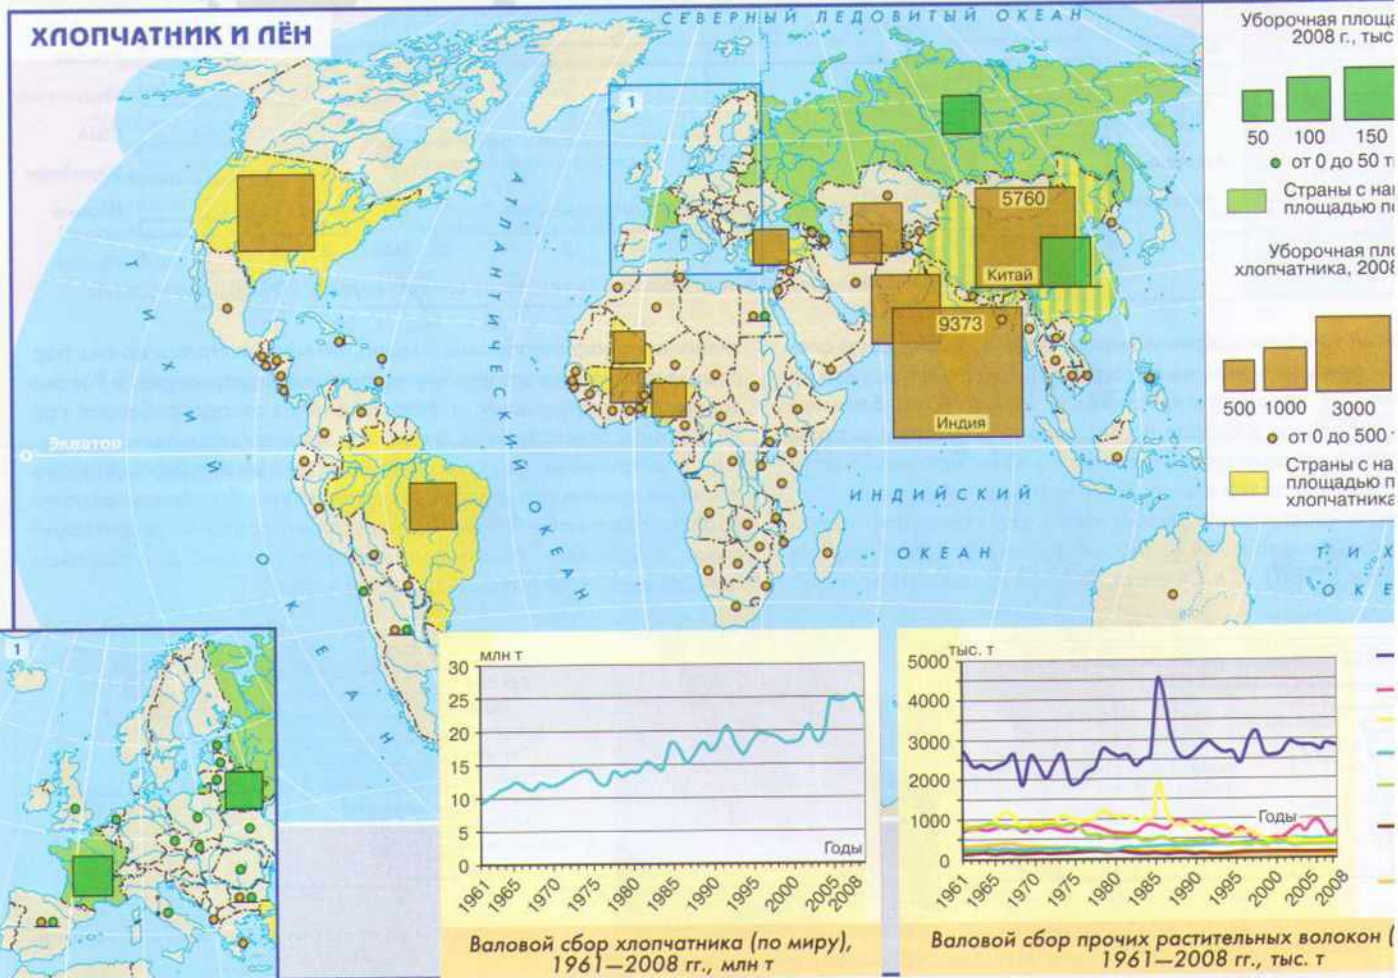 ХЛОПЧАТНИК И ЛЁН
СЕВЕРНЫЙ ЛЕДОВИТЫЙ ОКЕАН
1
АТЛАНТИЧЕСКИЙ
ОКЕАН
ТИХИЙ
ОКЕАН
Экватор
0
5760
Китай
9373
Индия
ИНДИЙСКИЙ
ОКЕАН
ТИХ
ОКЕ
Уборочная площа
2008 г., тыс
50 100 150
от 0 до 50 т
Страны с на
площадью п
Уборочная пл
хлопчатника, 200
500 1000 3000
от 0 до 500
Страны с на
площадью п
хлопчатника
1
млн т
30
25
20
15
10
5
0
Годы
1961 1965 1970 1975 1980 1985 1990 1995 2000 2005 2008
Валовой сбор хлопчатника (по миру),
1961—2008 гг., млн т
тыс. т
5000
4000
3000
2000
1000
0
Годы
1961 1965 1970 1975 1980 1985 1990 1995 2000 2005 2008
Валовой сбор прочих растительных волокон (
1961—2008 гг., тыс. т